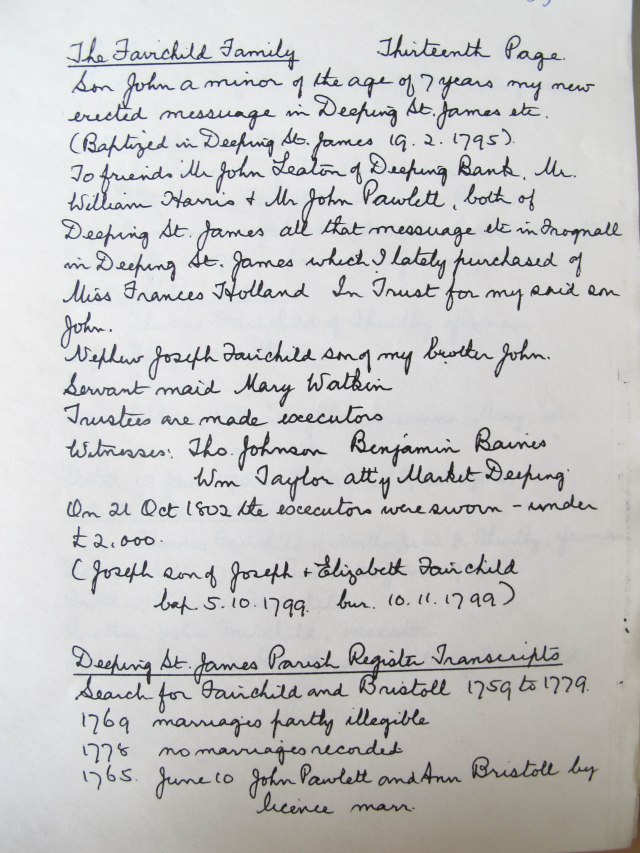 The Fairchild Family Thirteenth Page.
Son John a minor of the age of 7 years my new
erected messuage in Deeping St. James etc.
(Baptized in Deeping St. James 19. 2. 1795).
To friends Mr John Leaton of Deeping Bank, Mr.
William Harris & Mr John Pawlett, both of
Deeping St. James all that messuage etc in Frognall
in Deeping St. James which I lately purchased of
Miss Frances Holland In Trust for my said son
John.
Nephew Joseph Fairchild son of my brother John.
Servant maid Mary Watkin
Trustees are made executors
Witnesses: Tho. Johnson Benjamin Baines
Wm Taylor atty Market Deeping.
On 21 Oct 1802 the executors were sworn - under
£2,000.
(Joseph son of Joseph + Elizabeth Fairchild
bap. 5.10.1799. bur. 10.11.1799)
Deeping St. James Parish Register Transcripts
Search for Fairchild and Bristoll 1759 to 1779.
1769 marriages partly illegible
1778 no marriages recorded
1765. June 10 John Pawlett and Ann Bristoll by
licence marr.